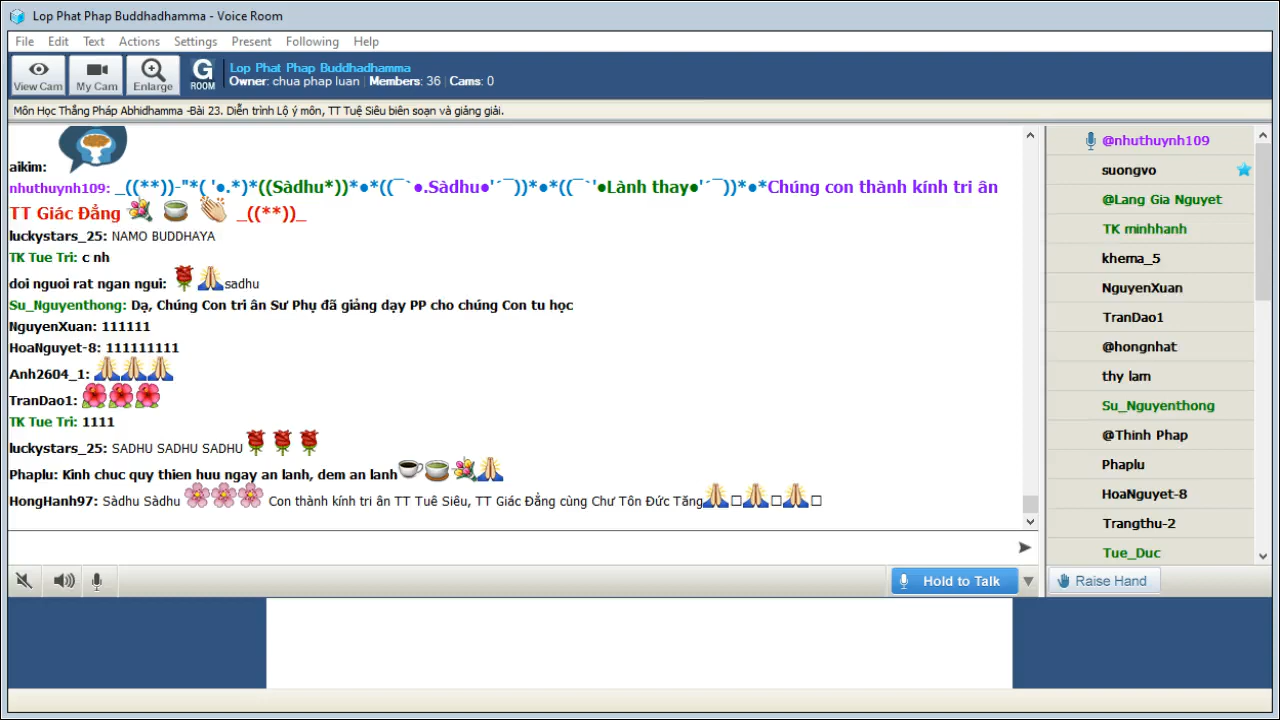 Lop Phat Phap Buddhadhamma - Voice Room
File Edit Text Actions Settings Present Following Help
View Cam My Cam Enlarge G ROOM
Lop Phat Phap Buddhadhamma
Owner: chua phap luan Members: 36 Cams: 0
Môn Học Thắng Pháp Abhidhamma -Bài 23. Diễn trình Lộ ý môn, TT Tuệ Siêu biên soạn và giảng giải.
aikim:
nhuthuynh109: _((**))-"*( '●.*)*((Sàdhu*))*●*((¯`●.Sàdhu●'´¯))*●*((¯`'●Lành thay●'´¯))*●*Chúng con thành kính tri ân
TT Giác Đẳng _((**))_
luckystars_25: NAMO BUDDHAYA
TK Tue Tri: c nh
doi nguoi rat ngan ngui: sadhu
Su_Nguyenthong: Dạ, Chúng Con tri ân Sư Phụ đã giảng dạy PP cho chúng Con tu học
NguyenXuan: 111111
HoaNguyet-8: 111111111
Anh2604_1:
TranDao1:
TK Tue Tri: 1111
luckystars_25: SADHU SADHU SADHU
Phaplu: Kinh chuc quy thien huu ngay an lanh, dem an lanh
HongHanh97: Sàdhu Sàdhu Con thành kính tri ân TT Tuê Siêu, TT Giác Đẳng cùng Chư Tôn Đức Tăng
@nhuthuynh109
suongvo
@Lang Gia Nguyet
TK minhhanh
khema_5
NguyenXuan
TranDao1
@hongnhat
thy lam
Su_Nguyenthong
@Thinh Phap
Phaplu
HoaNguyet-8
Trangthu-2
Tue_Duc
Hold to Talk
Raise Hand